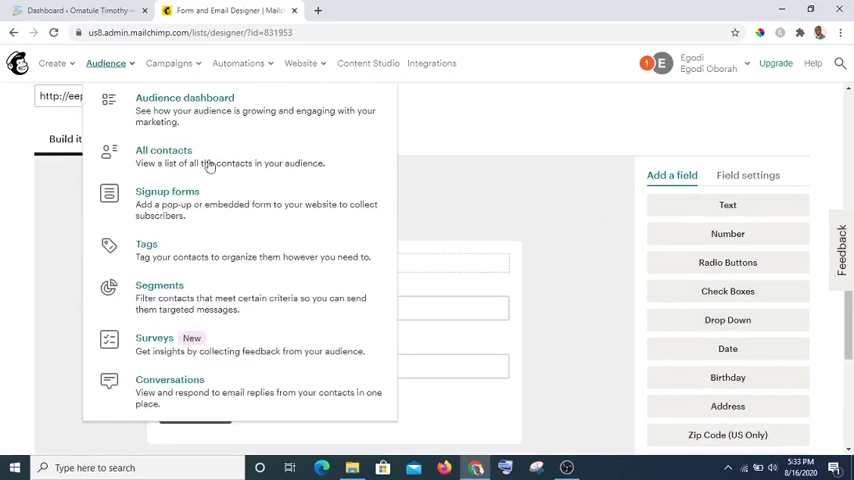 Dashboard ‹ Omatule Timothy —
Form and Email Designer | Mailc
us8.admin.mailchimp.com/lists/designer/?id=831953
Create
Audience
Campaigns
Automations
Website
Content Studio
Integrations
1
E
Egodi
Egodi Oborah
Upgrade
Help
http://eep
Build it
Audience dashboard
See how your audience is growing and engaging with your
marketing.
All contacts
View a list of all the contacts in your audience.
Signup forms
Add a pop-up or embedded form to your website to collect
subscribers.
Tags
Tag your contacts to organize them however you need to.
Segments
Filter contacts that meet certain criteria so you can send
them targeted messages.
Surveys New
Get insights by collecting feedback from your audience.
Conversations
View and respond to email replies from your contacts in one
place.
Add a field
Field settings
Text
Number
Radio Buttons
Check Boxes
Drop Down
Date
Birthday
Address
Zip Code (US Only)
Feedback
Type here to search
5:33 PM
8/16/2020